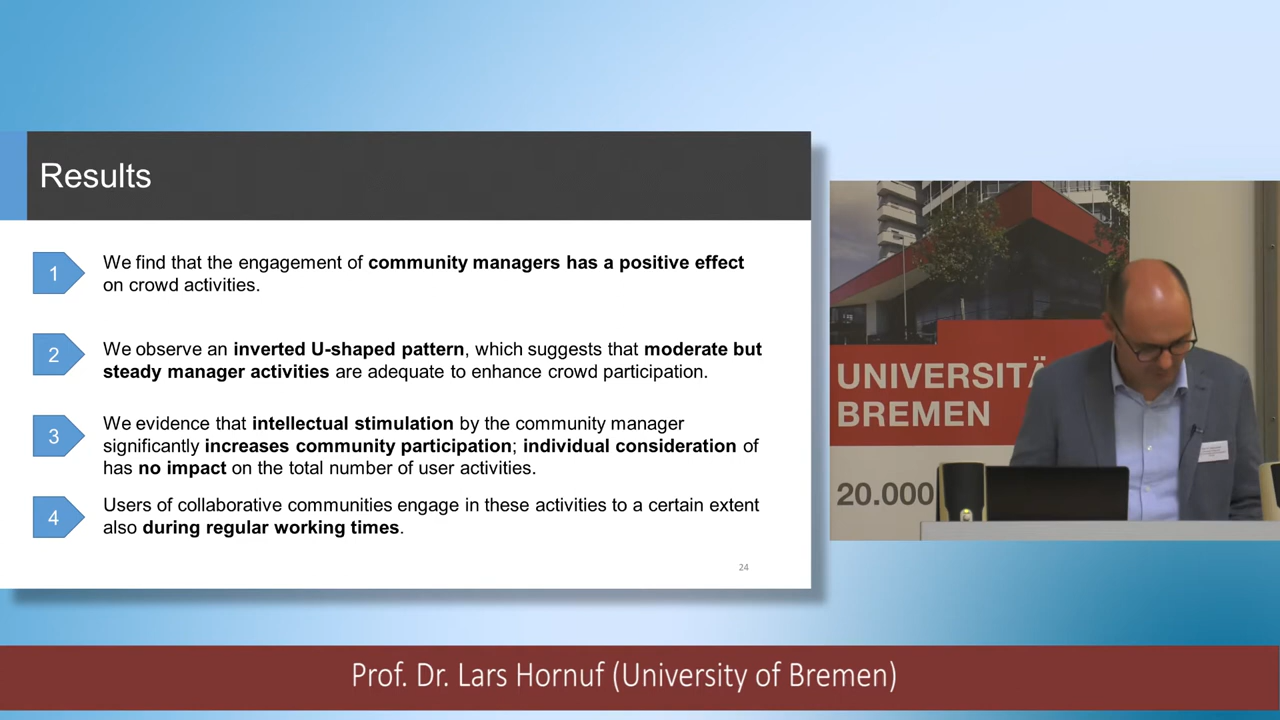 Results
1
We find that the engagement of community managers has a positive effect
on crowd activities.
2
We observe an inverted U-shaped pattern, which suggests that moderate but
steady manager activities are adequate to enhance crowd participation.
3
We evidence that intellectual stimulation by the community manager
significantly increases community participation; individual consideration of
has no impact on the total number of user activities.
4
Users of collaborative communities engage in these activities to a certain extent
also during regular working times.
24
UNIVERSITÄ
BREMEN
20.000
Prof. Dr. Lars Hornuf (University of Bremen)